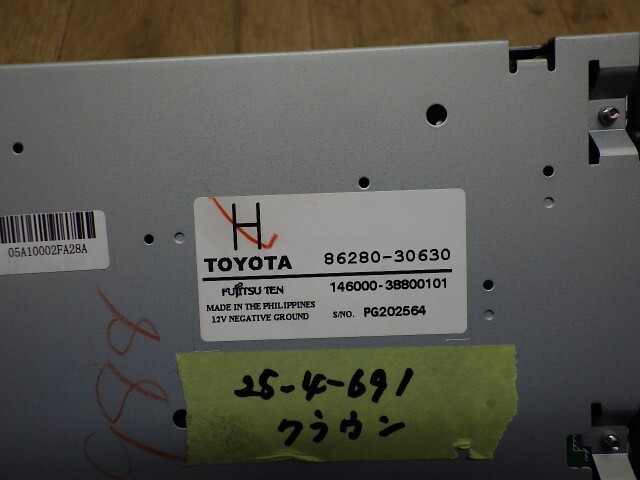 05A10002FA28A
H
TOYOTA 86280-30630
FUJITSU TEN 146000-38800101
MADE IN THE PHILIPPINES
12V NEGATIVE GROUND S/NO. PG202564
25-4-691
クラウン